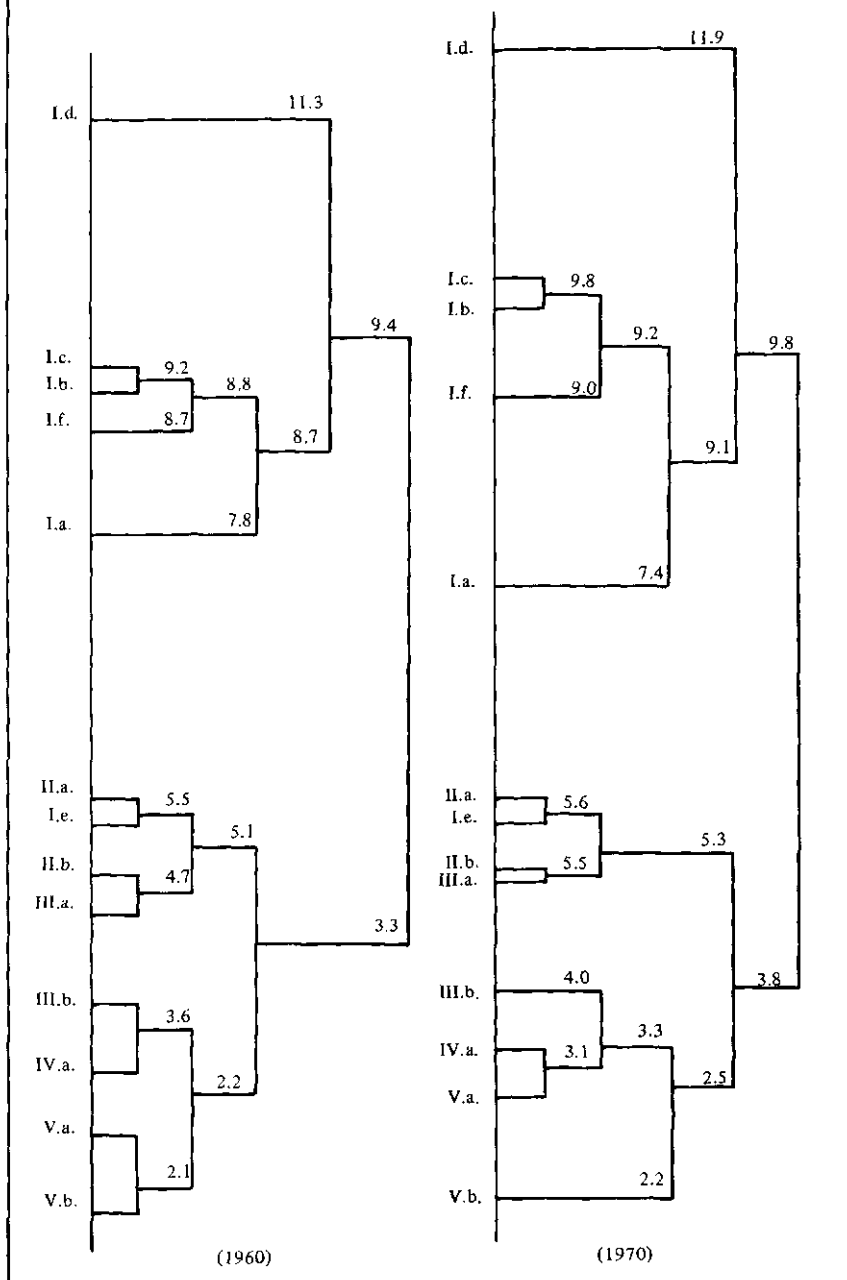 I.d.
11.3
9.4
I.c.
9.2
I.b.
8.8
I.f.
8.7
8.7
I.a.
7.8
II.a.
5.5
I.e.
5.1
II.b.
4.7
III.a.
3.3
III.b.
3.6
IV.a.
2.2
V.a.
2.1
V.b.
(1960)
I.d.
11.9
I.c.
9.8
I.b.
9.2
9.8
I.f.
9.0
9.1
I.a.
7.4
II.a.
5.6
I.e.
5.3
II.b.
5.5
III.a.
III.b.
4.0
3.8
3.3
IV.a.
3.1
2.5
V.a.
2.2
V.b.
(1970)